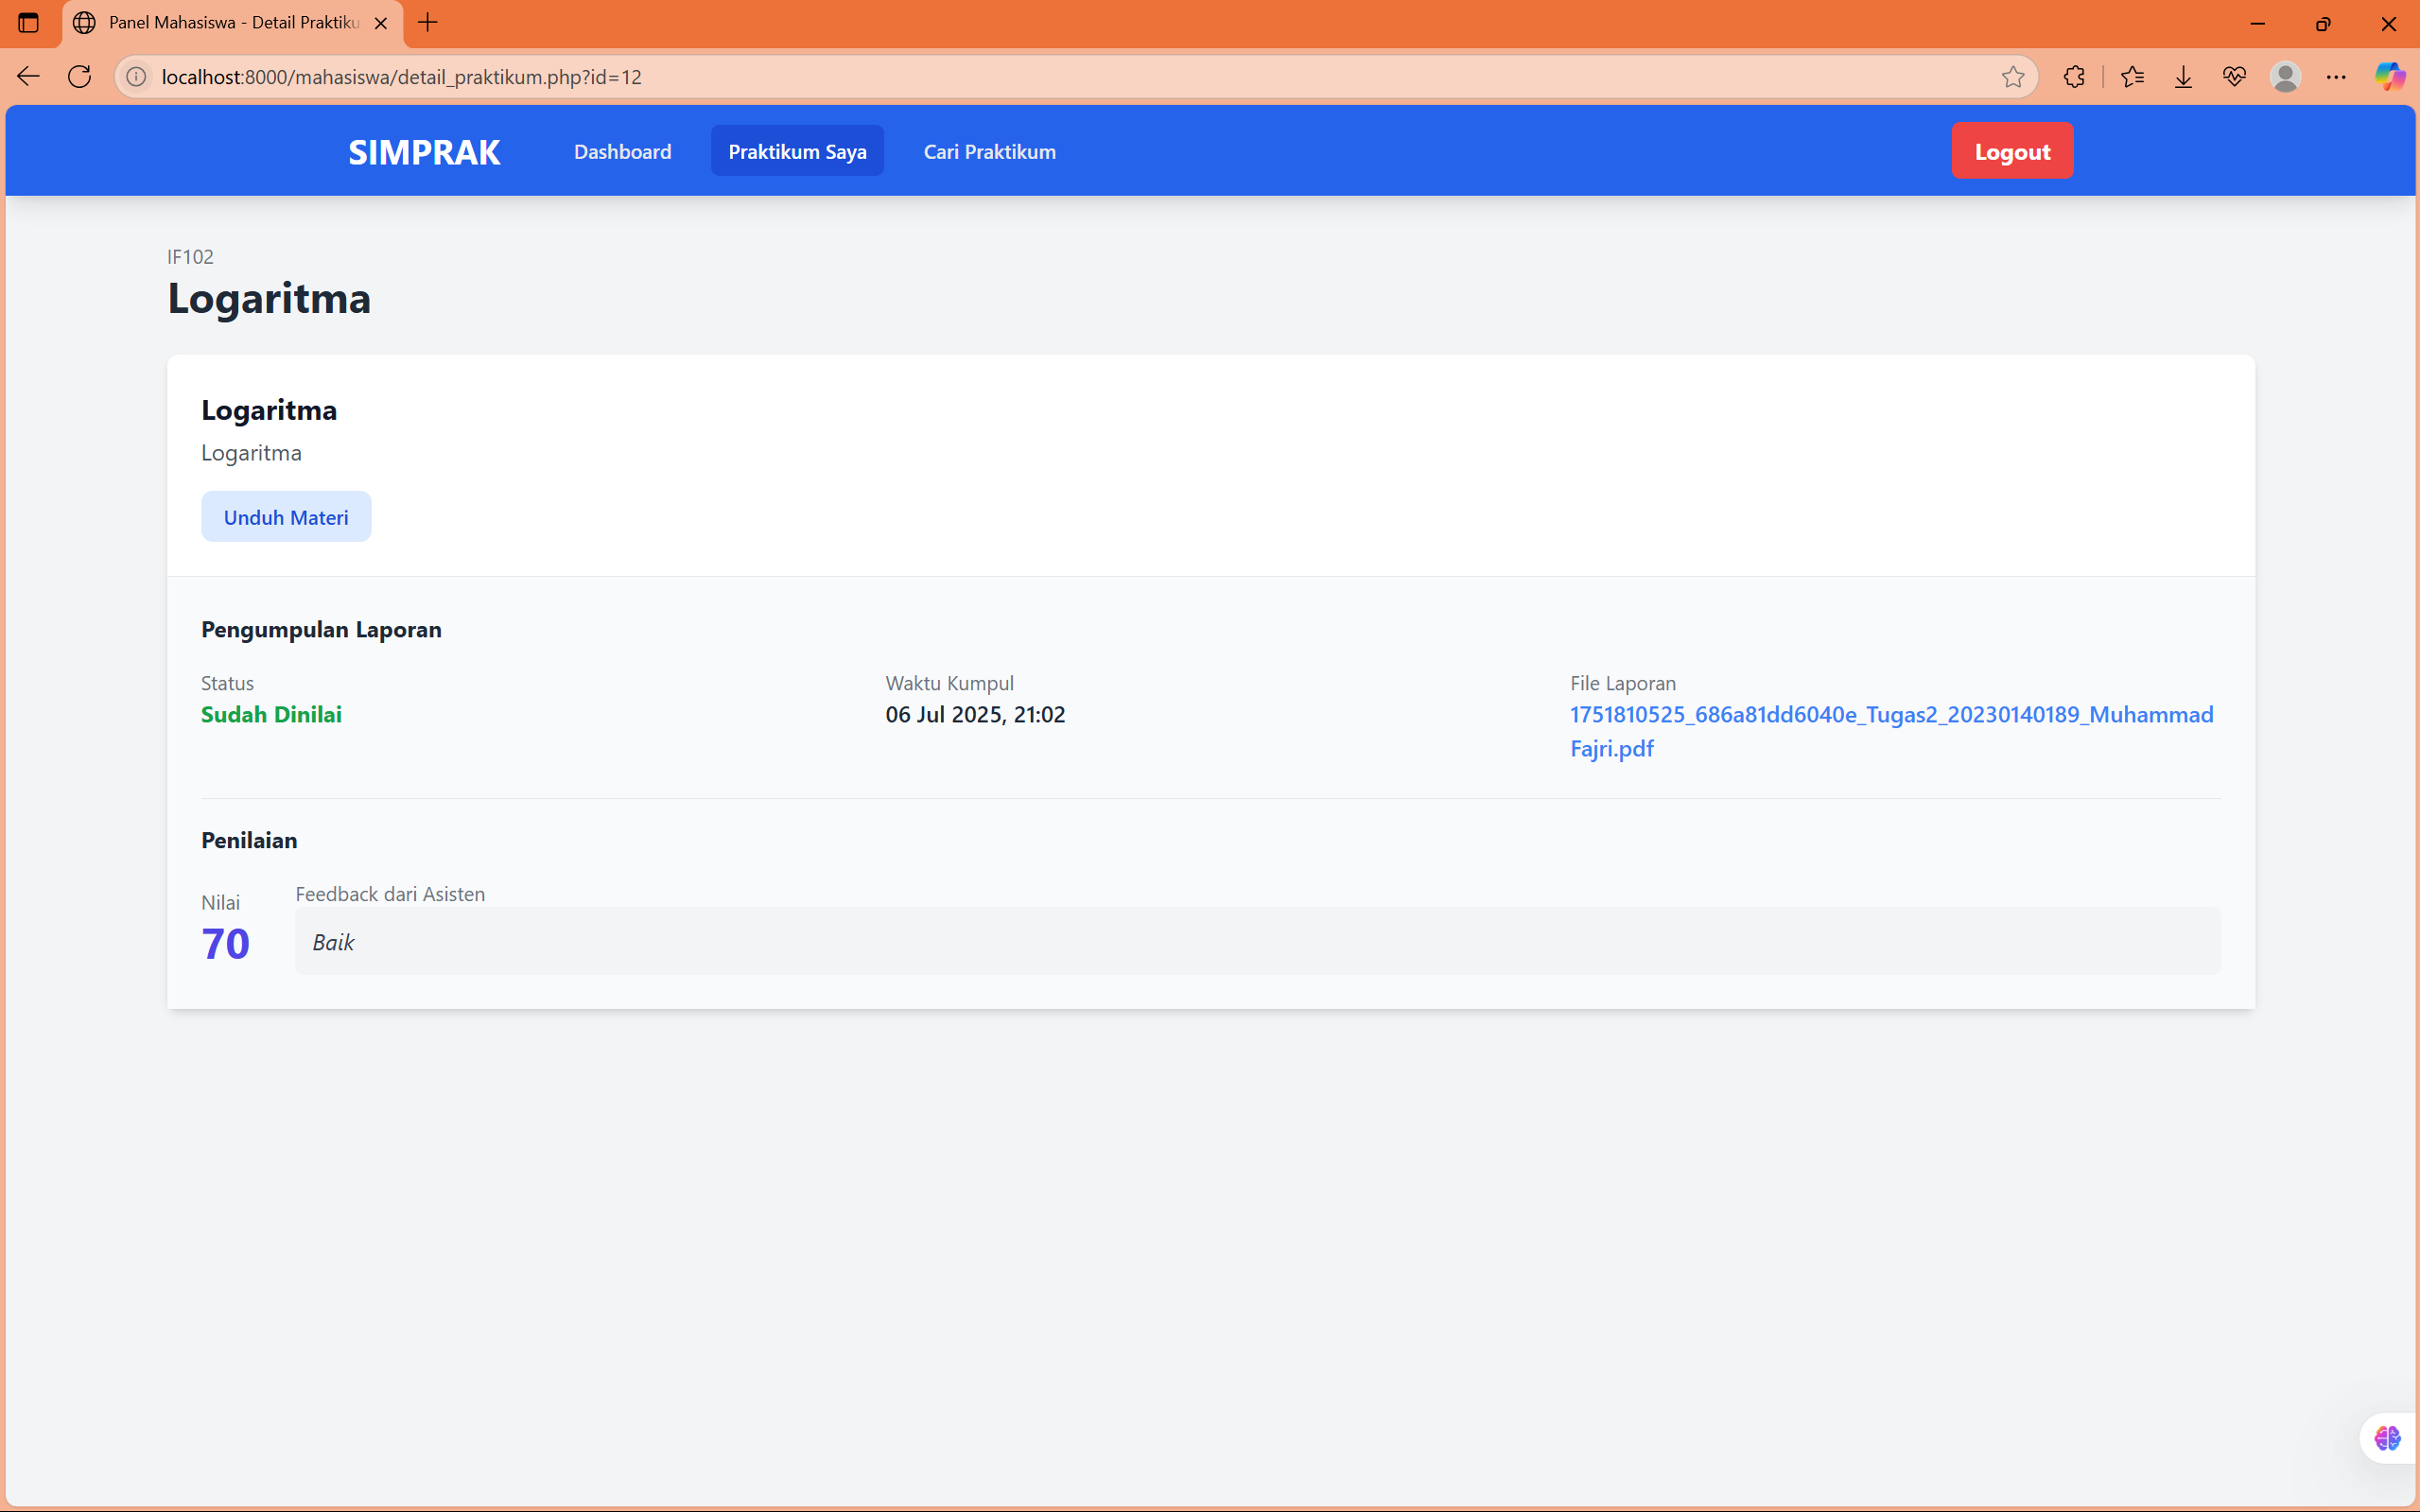 Panel Mahasiswa - Detail Praktiku
localhost:8000/mahasiswa/detail_praktikum.php?id=12
SIMPRAK
Dashboard
Praktikum Saya
Cari Praktikum
Logout
IF102
Logaritma
Logaritma
Logaritma
Unduh Materi
Pengumpulan Laporan
Status
Sudah Dinilai
Waktu Kumpul
06 Jul 2025, 21:02
File Laporan
1751810525_686a81dd6040e_Tugas2_20230140189_Muhammad
Fajri.pdf
Penilaian
Nilai
70
Feedback dari Asisten
Baik